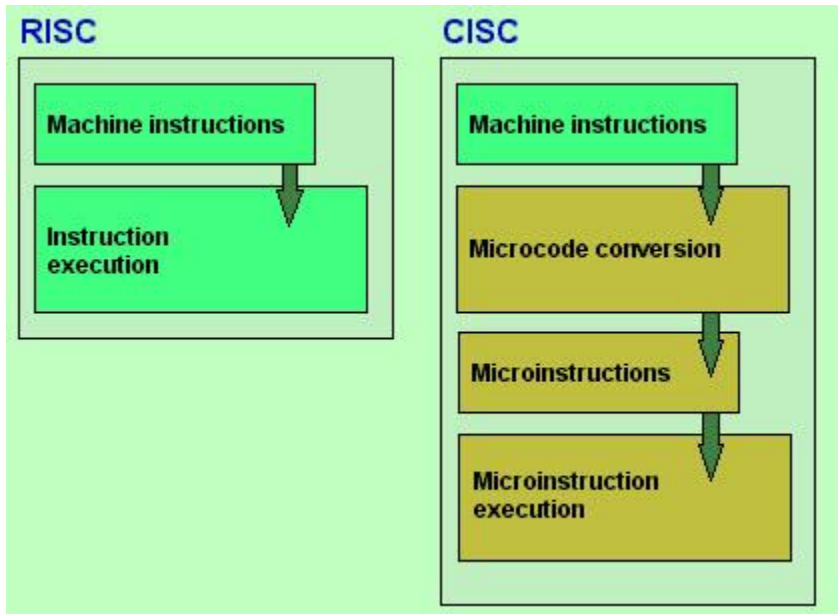 RISC
Machine instructions
Instruction
execution
CISC
Machine instructions
Microcode conversion
Microinstructions
Microinstruction
execution